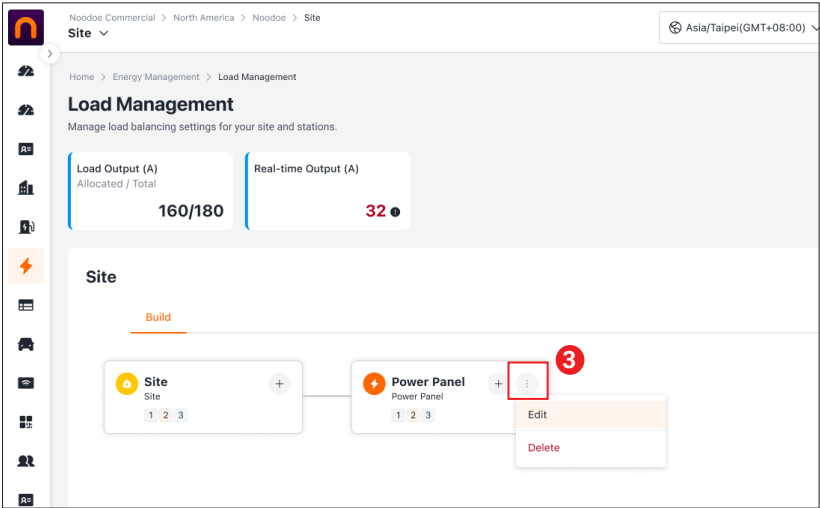 Noodoe Commercial > North America > Noodoe > Site
Site
Asia/Taipei(GMT+08:00)
Home > Energy Management > Load Management
Load Management
Manage load balancing settings for your site and stations.
Load Output (A)
Allocated / Total
160/180
Real-time Output (A)
32
Site
Build
Site
Site
1 2 3
+
Power Panel
Power Panel
1 2 3
+
3
Edit
Delete